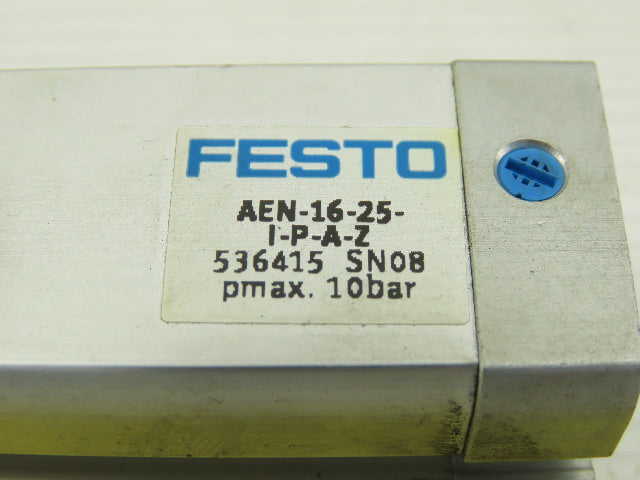 FESTO
AEN-16-25-
I-P-A-Z
536415 SN08
pmax. 10bar